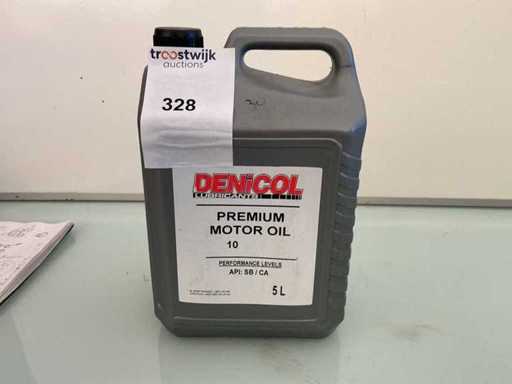 troostwijk
auctions
328
DENiCOL
LUBRICANTS
PREMIUM
MOTOR OIL
10
PERFORMANCE LEVELS
API: SB / CA
5 L